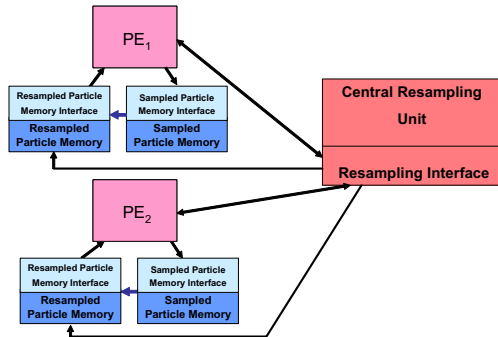 PE1
Resampled Particle
Memory Interface
Resampled
Particle Memory
Sampled Particle
Memory Interface
Sampled
Particle Memory
Central Resampling
Unit
Resampling Interface
PE2
Resampled Particle
Memory Interface
Resampled
Particle Memory
Sampled Particle
Memory Interface
Sampled
Particle Memory